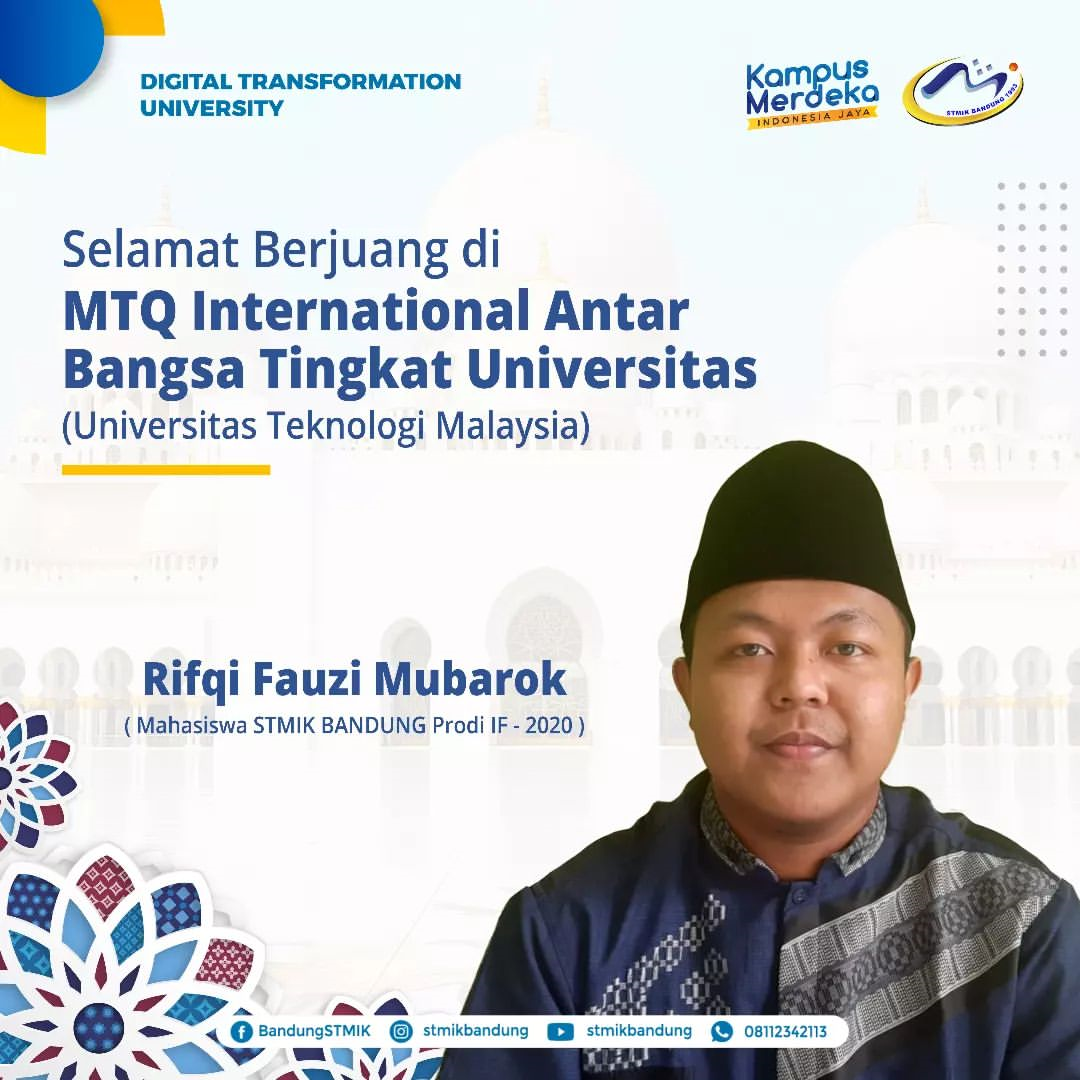 DIGITAL TRANSFORMATION
UNIVERSITY
Kampus
Merdeka
INDONESIA JAYA
STMIK BANDUNG 1993
Selamat Berjuang di
MTQ International Antar
Bangsa Tingkat Universitas
(Universitas Teknologi Malaysia)
Rifqi Fauzi Mubarok
( Mahasiswa STMIK BANDUNG Prodi IF - 2020 )
BandungSTMIK stmikbandung stmikbandung 08112342113